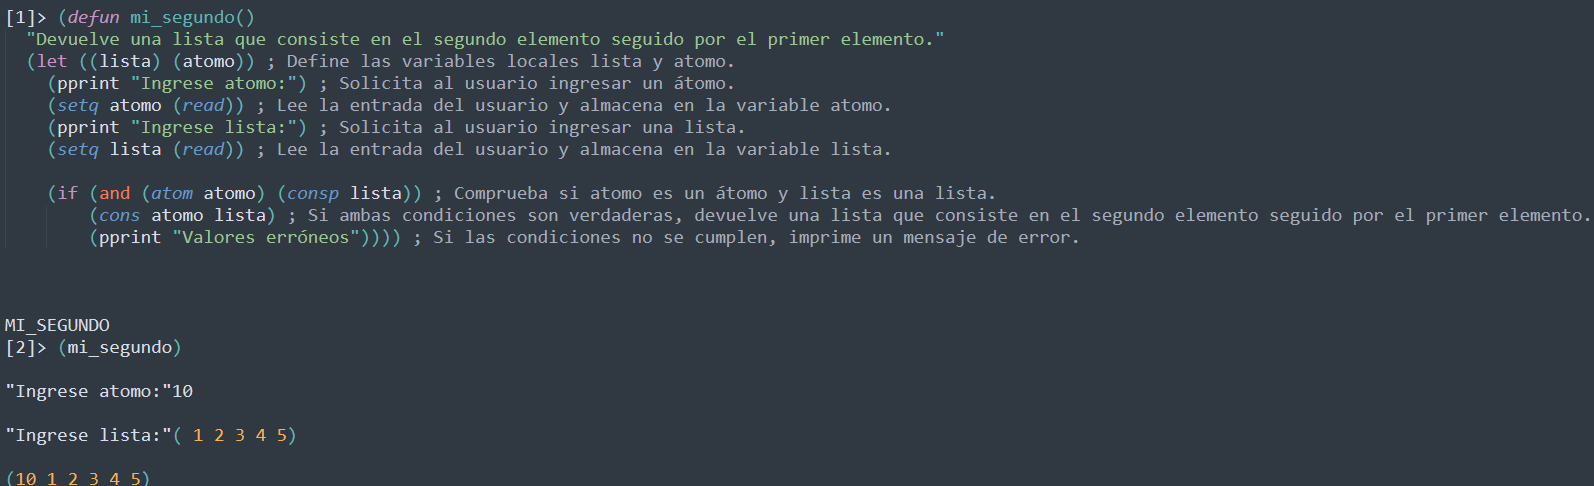 [1]> (defun mi_segundo()
"Devuelve una lista que consiste en el segundo elemento seguido por el primer elemento."
(let ((lista) (atomo)) ; Define las variables locales lista y átomo.
(pprint "Ingrese atomo:") ; Solicita al usuario ingresar un átomo.
(setq atomo (read)) ; Lee la entrada del usuario y almacena en la variable atomo.
(pprint "Ingrese lista:") ; Solicita al usuario ingresar una lista.
(setq lista (read)) ; Lee la entrada del usuario y almacena en la variable lista.
(if (and (atom atomo) (consp lista)) ; Comprueba si atomo es un átomo y lista es una lista.
(cons atomo lista) ; Si ambas condiciones son verdaderas, devuelve una lista que consiste en el segundo elemento seguido por el primer elemento.
(pprint "Valores erróneos")))) ; Si las condiciones no se cumplen, imprime un mensaje de error.
MI_SEGUNDO
[2]> (mi_segundo)
"Ingrese atomo:"10
"Ingrese lista:"( 1 2 3 4 5)
(10 1 2 3 4 5)